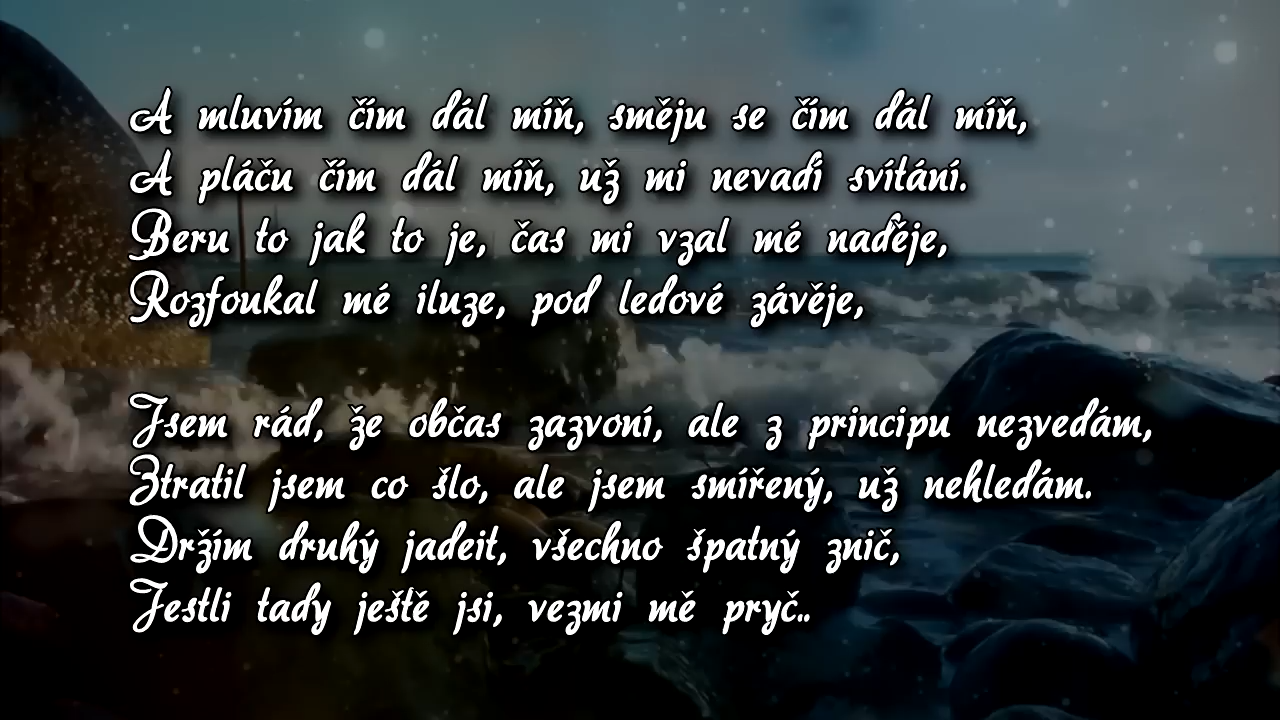 A mluvím čím dál míň, směju se čím dál míň,
A pláču čím dál míň, už mi nevadí svítání.
Beru to jak to je, čas mi vzal mé naděje,
Rozfoukal mé iluze, pod ledové závěje,
Jsem rád, že občas zazvoní, ale z principu nezvedám,
Ztratil jsem co šlo, ale jsem smířený, už nehledám.
Držím druhý jadeit, všechno špatný znič,
Jestli tady ještě jsi, vezmi mě pryč..